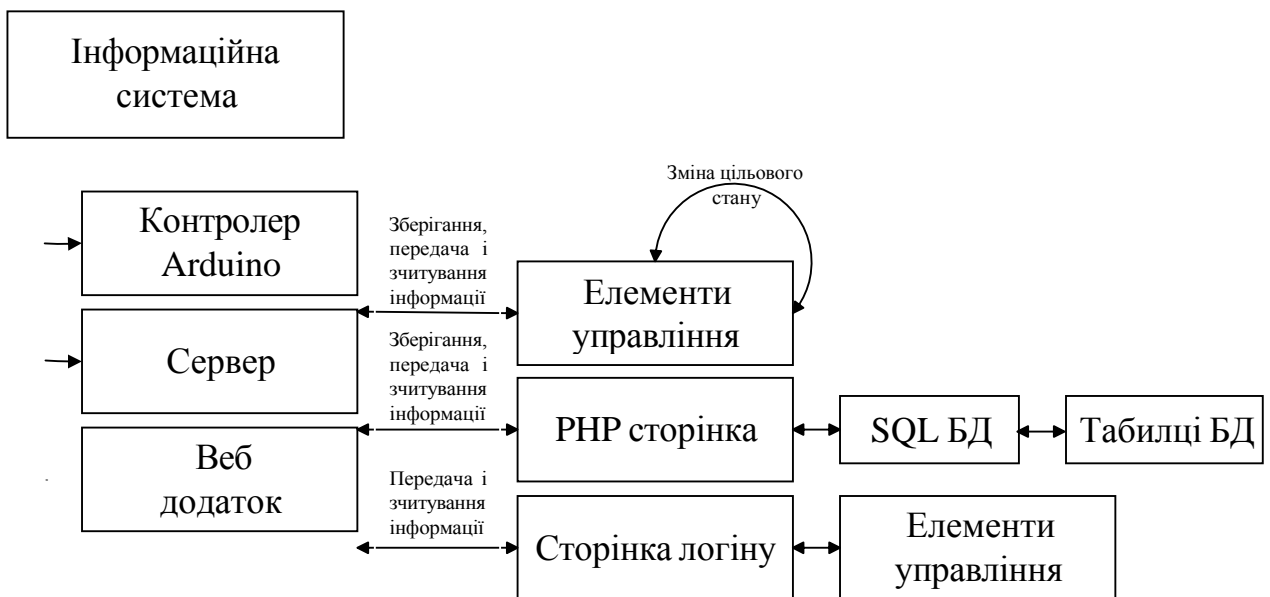 Інформаційна
система
Зміна цільового
стану
Контролер
Arduino
Зберігання,
передача і
зчитування
інформації
Елементи
управління
Сервер
Зберігання,
передача і
зчитування
інформації
PHP сторінка
SQL БД
Табилці БД
Веб
додаток
Передача і
зчитування
інформації
Сторінка логіну
Елементи
управління